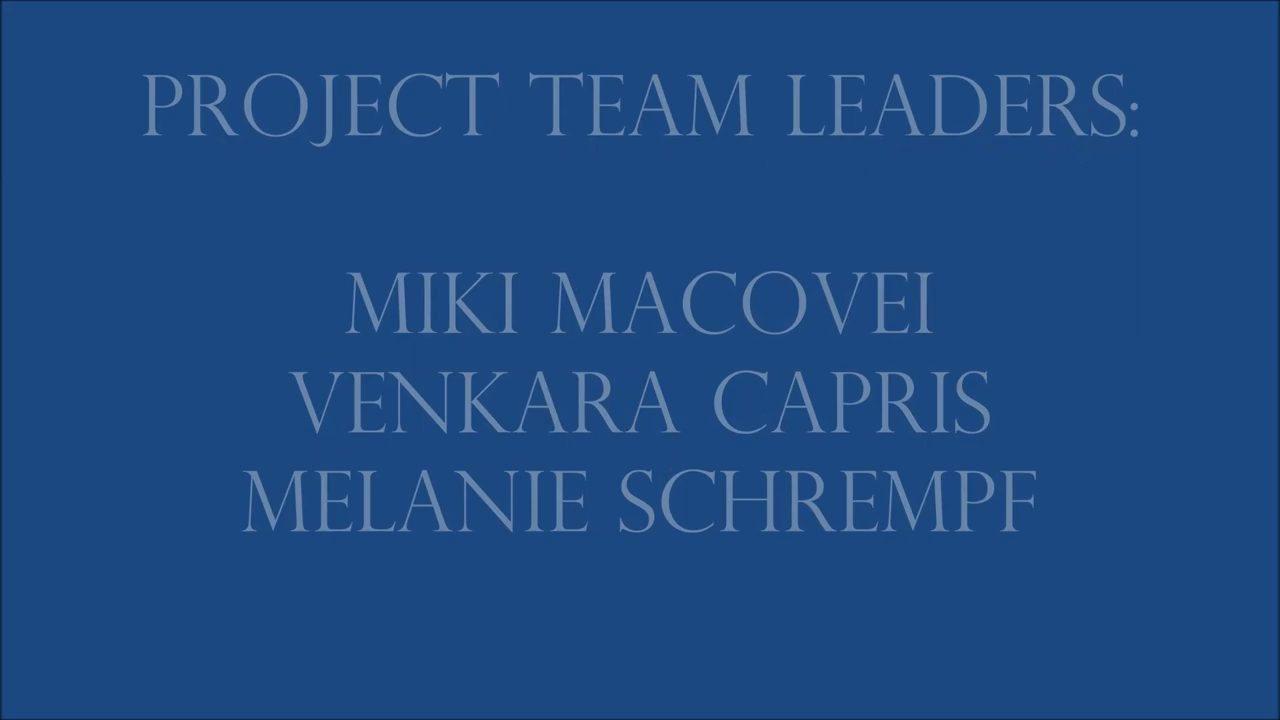 PROJECT TEAM LEADERS:
MIKI MACOVEI
VENKARA CAPRIS
MELANIE SCHREMPF